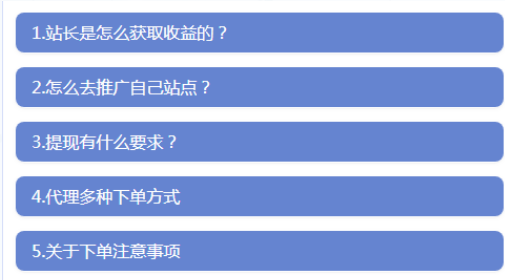 1.站长是怎么获取收益的？
2.怎么去推广自己站点？
3.提现有什么要求？
4.代理多种下单方式
5.关于下单注意事项